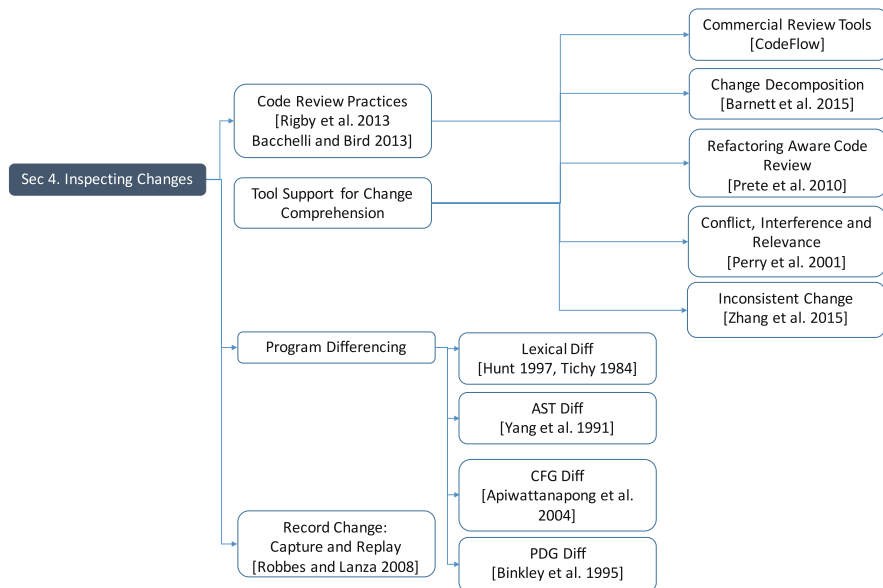 Sec 4. Inspecting Changes
Code Review Practices
[Rigby et al. 2013
Bacchelli and Bird 2013]
Tool Support for Change
Comprehension
Commercial Review Tools
[CodeFlow]
Change Decomposition
[Barnett et al. 2015]
Refactoring Aware Code
Review
[Prete et al. 2010]
Conflict, Interference and
Relevance
[Perry et al. 2001]
Inconsistent Change
[Zhang et al. 2015]
Program Differencing
Lexical Diff
[Hunt 1997, Tichy 1984]
AST Diff
[Yang et al. 1991]
CFG Diff
[Apiwattanapong et al.
2004]
PDG Diff
[Binkley et al. 1995]
Record Change:
Capture and Replay
[Robbes and Lanza 2008]